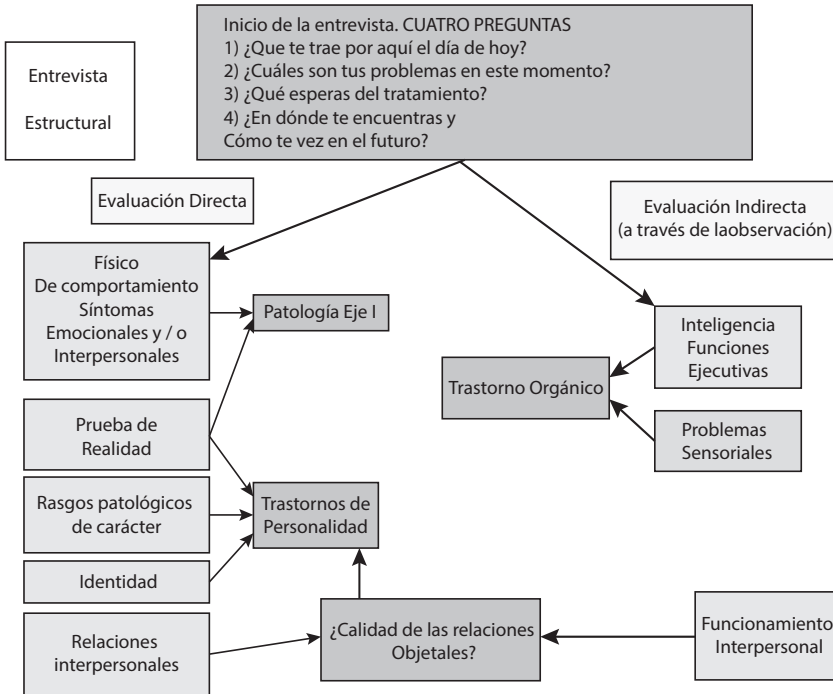 Inicio de la entrevista. CUATRO PREGUNTAS
1) ¿Que te trae por aquí el día de hoy?
2) ¿Cuáles son tus problemas en este momento?
3) ¿Qué esperas del tratamiento?
4) ¿En dónde te encuentras y
Cómo te vez en el futuro?
Entrevista
Estructural
Evaluación Directa
Evaluación Indirecta
(a través de laobservación)
Físico
De comportamiento
Síntomas
Emocionales y / o
Interpersonales
Patología Eje I
Inteligencia
Funciones
Ejecutivas
Trastorno Orgánico
Prueba de
Realidad
Problemas
Sensoriales
Rasgos patológicos
de carácter
Trastornos de
Personalidad
Identidad
Relaciones
interpersonales
¿Calidad de las relaciones
Objetales?
Funcionamiento
Interpersonal